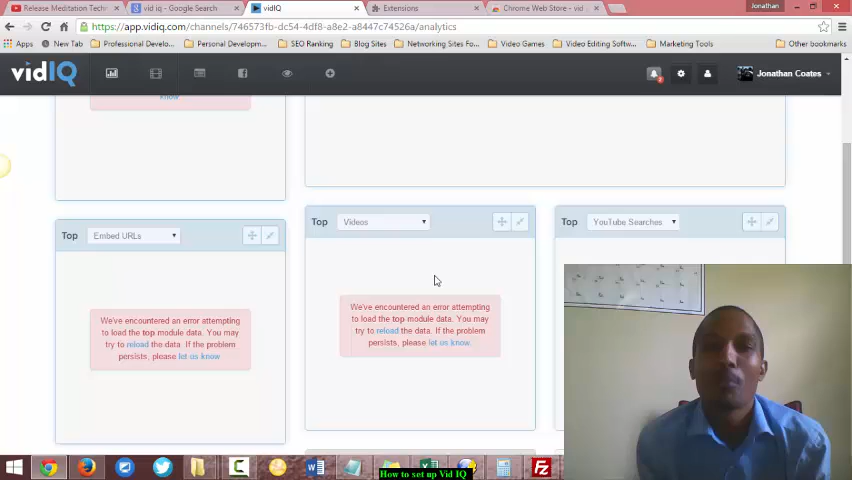 Release Meditation Techn
vid iq - Google Search
vidIQ
Extensions
Chrome Web Store - vidIQ
Jonathan
https://app.vidiq.com/channels/746573fb-dc54-4df8-a8e2-a8447c74526a/analytics
Apps
New Tab
Professional Develop...
Personal Developm...
SEO Ranking
Blog Sites
Networking Sites Fo...
Video Games
Video Editing Softw...
Marketing Tools
Other bookmarks
vidIQ
2
Jonathan Coates
know
Top Embed URLs
We've encountered an error attempting
to load the top module data. You may
try to reload the data. If the problem
persists, please let us know.
Top Videos
We've encountered an error attempting
to load the top module data. You may
try to reload the data. If the problem
persists, please let us know.
Top YouTube Searches
How to set up Vid IQ